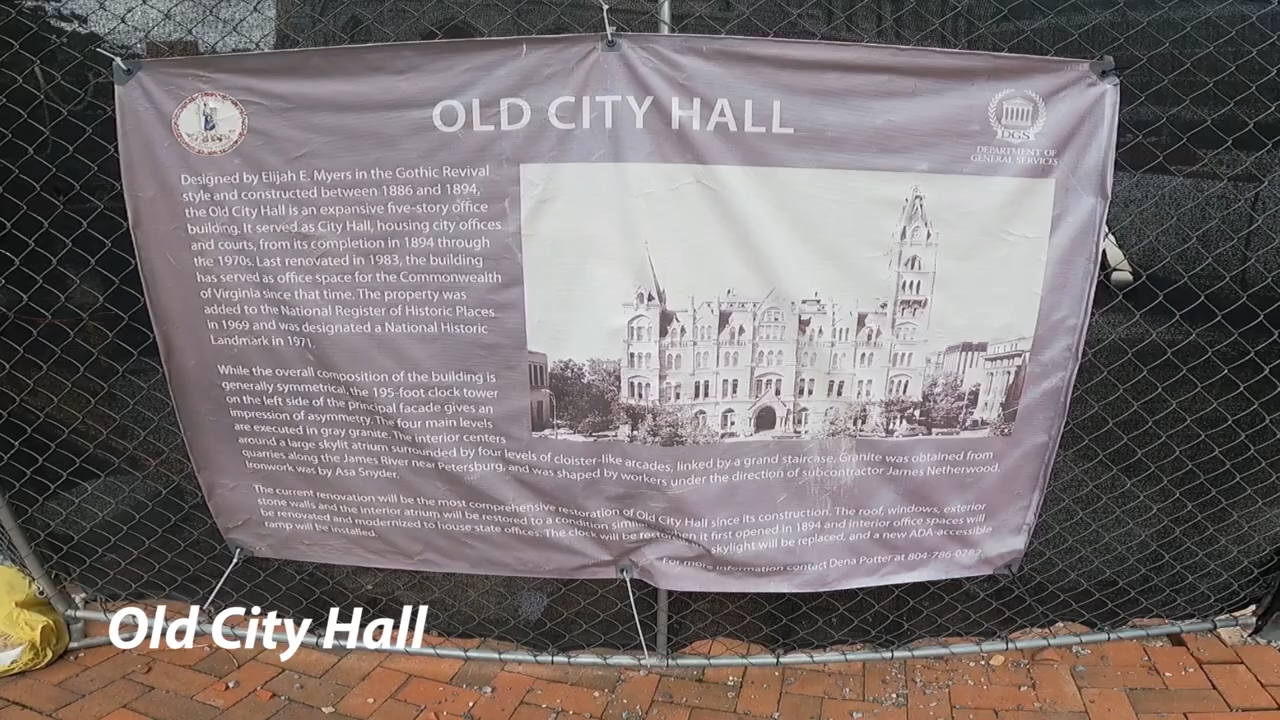 OLD CITY HALL
DGS
DEPARTMENT OF
GENERAL SERVICES
Designed by Elijah E. Myers in the Gothic Revival
style and constructed between 1886 and 1894,
the Old City Hall is an expansive five-story office
building. It served as City Hall, housing city offices
and courts, from its completion in 1894 through
the 1970s. Last renovated in 1983, the building
has served as office space for the Commonwealth
of Virginia since that time. The property was
added to the National Register of Historic Places
in 1969 and was designated a National Historic
Landmark in 1971.
While the overall composition of the building is
generally symmetrical, the 195-foot clock tower
on the left side of the principal facade gives an
impression of asymmetry. The four main levels
are executed in gray granite. The interior centers
around a large skylit atrium surrounded by four levels of cloister-like arcades, linked by a grand staircase. Granite was obtained from
quarries along the James River near Petersburg, and was shaped by workers under the direction of subcontractor James Netherwood.
Ironwork was by Asa Snyder.
The current renovation will be the most comprehensive restoration of Old City Hall since its construction. The roof, windows, exterior
stone walls and the interior atrium will be restored to a condition similar when it first opened in 1894 and interior office spaces will
be renovated and modernized to house state offices. The clock will be skylight will be replaced, and a new ADA-accessible
ramp will be installed.
For more information contact Dena Potter at 804-786-0282.
Old City Hall